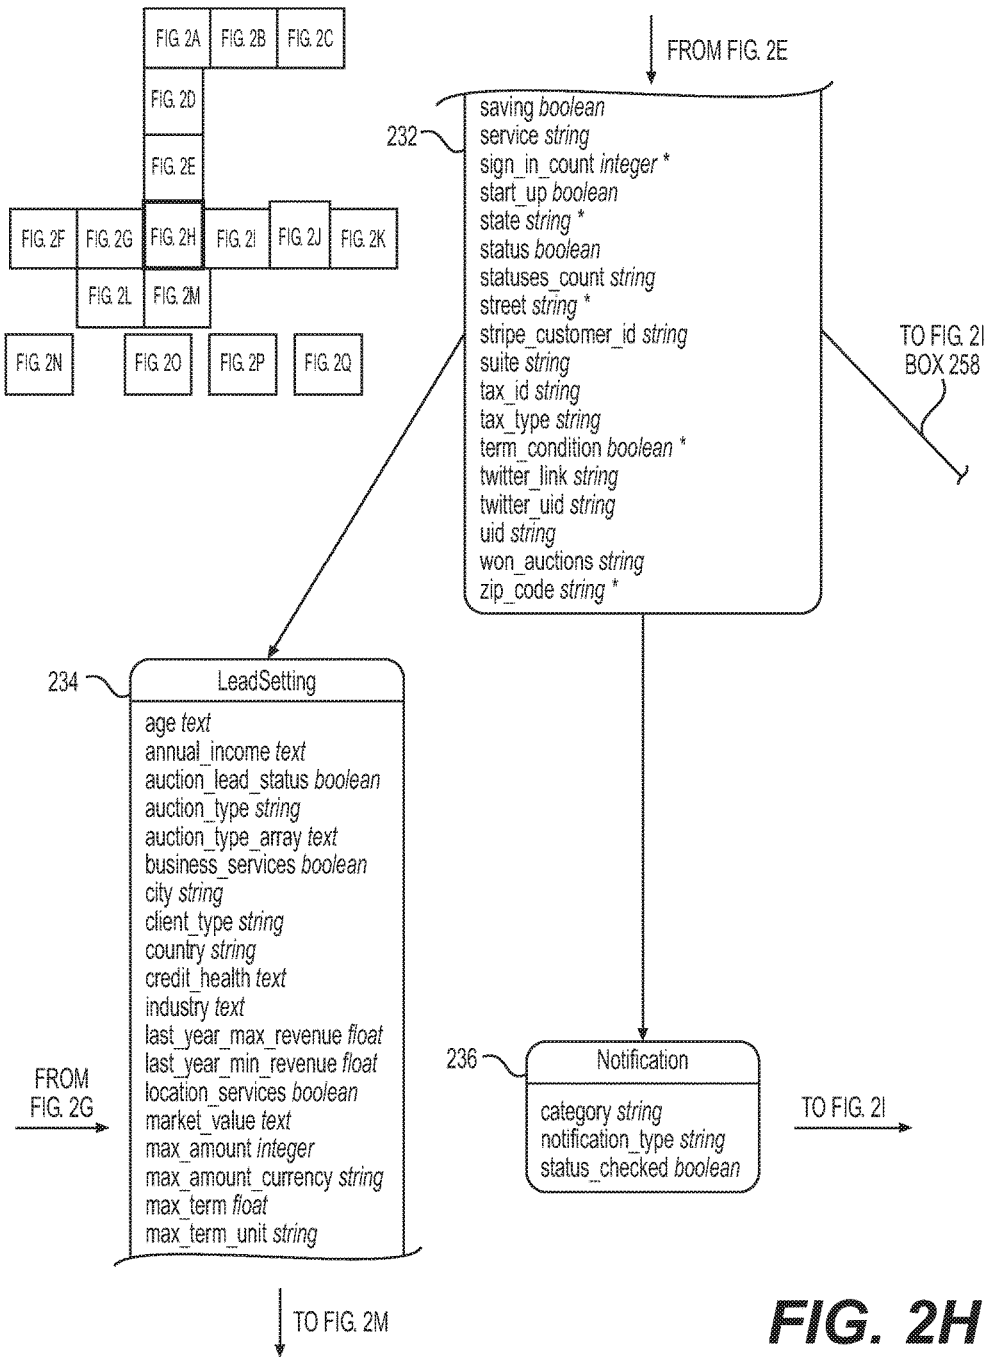 FIG. 2A FIG. 2B FIG. 2C
FIG. 2D
FIG. 2E
FIG. 2F FIG. 2G FIG. 2H FIG. 2I FIG. 2J FIG. 2K
FIG. 2L FIG. 2M
FIG. 2N FIG. 2O FIG. 2P FIG. 2Q
FROM FIG. 2E
232
saving boolean
service string
sign_in_count integer *
start_up boolean
state string *
status boolean
statuses_count string
street string *
stripe_customer_id string
suite string
tax_id string
tax_type string
term_condition boolean *
twitter_link string
twitter_uid string
uid string
won_auctions string
zip_code string *
TO FIG. 2I
BOX 258
234
LeadSetting
age text
annual_income text
auction_lead_status boolean
auction_type string
auction_type_array text
business_services boolean
city string
client_type string
country string
credit_health text
industry text
last_year_max_revenue float
last_year_min_revenue float
location_services boolean
market_value text
max_amount integer
max_amount_currency string
max_term float
max_term_unit string
FROM
FIG. 2G
TO FIG. 2M
236
Notification
category string
notification_type string
status_checked boolean
TO FIG. 2I
FIG. 2H